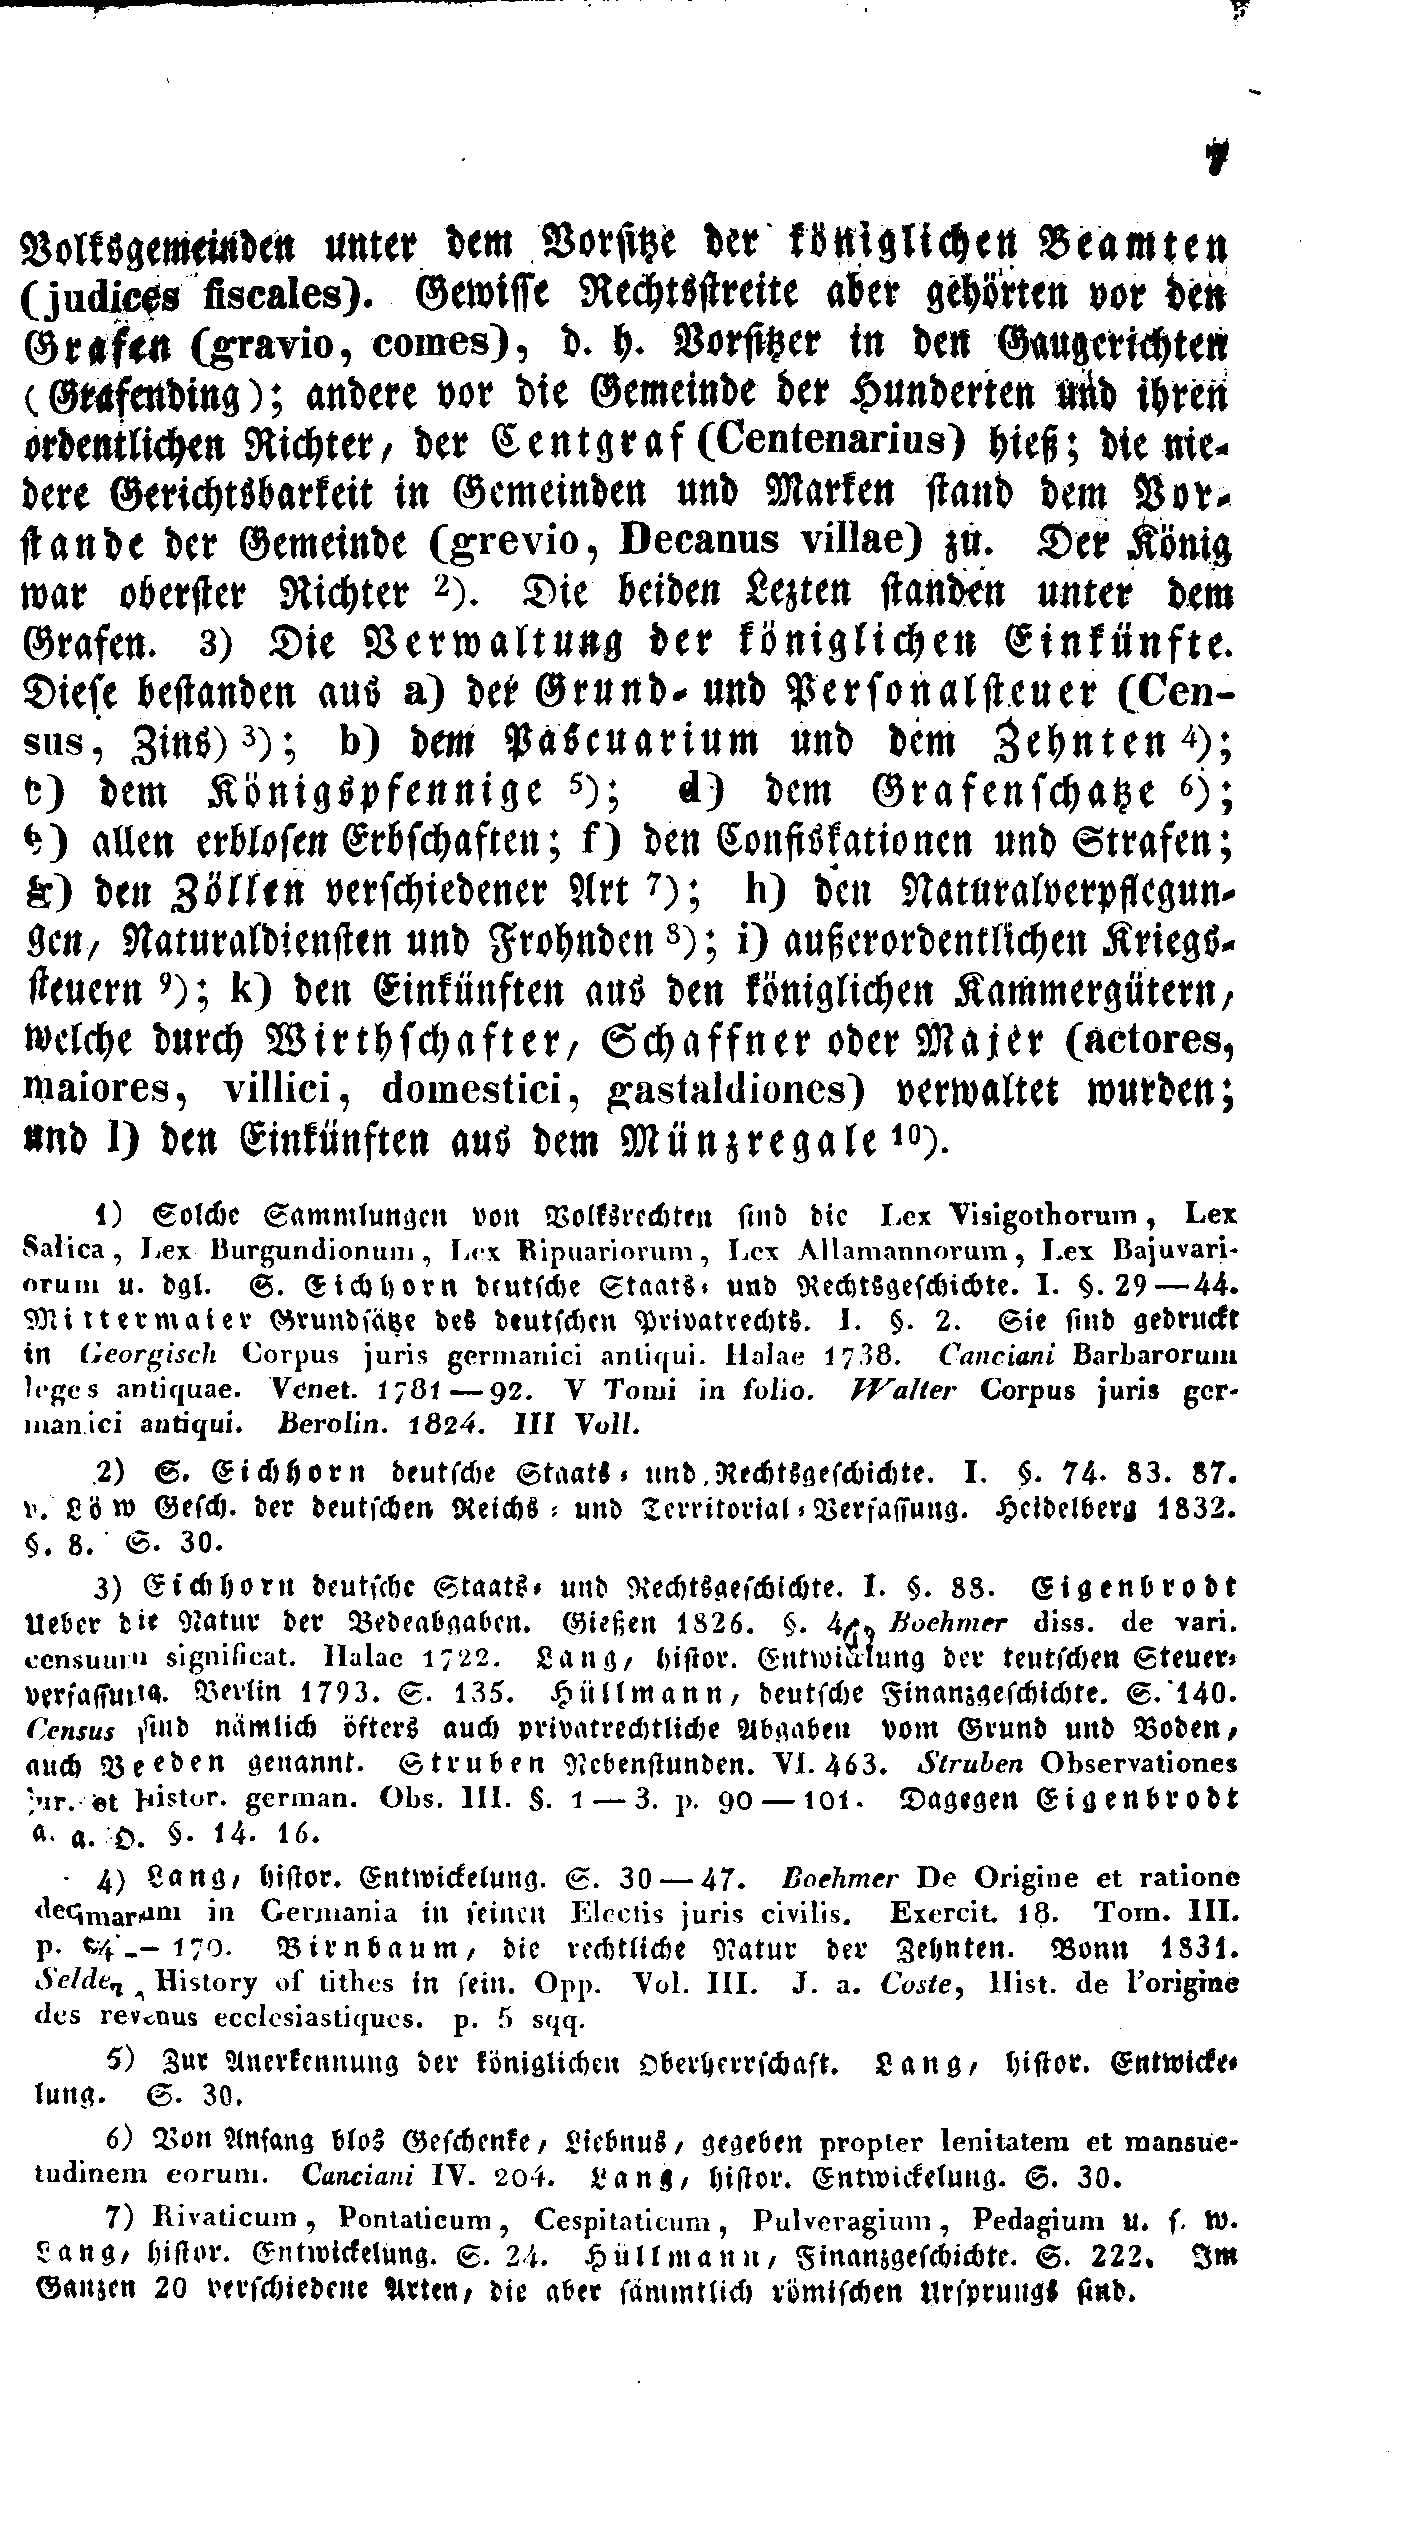 7
Volksgemeinden unter dem Vorsitze der königlichen Beamten
(judices fiscales). Gewisse Rechtsstreite aber gehörten vor den
Grafen (gravio, comes), d. h. Vorsitzer in den Gaugerichten
(Grafending); andere vor die Gemeinde der Hunderten und ihren
ordentlichen Richter, der Centgraf (Centenarius) hieß; die nie-
dere Gerichtsbarkeit in Gemeinden und Marken stand dem Vor-
stande der Gemeinde (grevio, Decanus villae) zu. Der König
war oberster Richter 2). Die beiden Lezten standen unter dem
Grafen. 3) Die Verwaltung der königlichen Einkünfte.
Diese bestanden aus a) der Grund- und Personalsteuer (Cen-
sus, Zins) 3); b) dem Pascuarium und dem Zehnten 4);
c) dem Königspfennige 5); d) dem Grafenschatze 6);
e) allen erblosen Erbschaften; f) den Confiskationen und Strafen;
g) den Zöllen verschiedener Art 7); h) den Naturalverpflegun-
gen, Naturaldiensten und Frohnden 8); i) außerordentlichen Kriegs-
steuern 9); k) den Einkünften aus den königlichen Kammergütern,
welche durch Wirthschafter, Schaffner oder Majer (actores,
maiores, villici, domestici, gastaldiones) verwaltet wurden;
und l) den Einkünften aus dem Münzregale 10).
1) Solche Sammlungen von Volksrechten sind die Lex Visigothorum, Lex
Salica, Lex Burgundionum, Lex Ripuariorum, Lex Allamannorum, Lex Bajuvari-
orum u. dgl. S. Eichhorn deutsche Staats- und Rechtsgeschichte. I. §. 29—44.
Mittermaier Grundsätze des deutschen Privatrechts. I. §. 2. Sie sind gedruckt
in Georgisch Corpus juris germanici antiqui. Halae 1738. Canciani Barbarorum
leges antiquae. Venet. 1781—92. V Tomi in folio. Walter Corpus juris ger-
manici antiqui. Berolin. 1824. III Voll.
2) S. Eichhorn deutsche Staats- und Rechtsgeschichte. I. §. 74. 83. 87.
v. Löw Gesch. der deutschen Reichs- und Territorial-Verfassung. Heidelberg 1832.
§. 8. S. 30.
3) Eichhorn deutsche Staats- und Rechtsgeschichte. I. §. 88. Eigenbrodt
Ueber die Natur der Bedeabgaben. Gießen 1826. §. Boehmer diss. de vari.
censuum significat. Halae 1722. Lang, histor. Entwicklung der teutschen Steuer-
verfassung. Berlin 1793. S. 135. Hüllmann, deutsche Finanzgeschichte. S. 140.
Census sind nämlich öfters auch privatrechtliche Abgaben vom Grund und Boden,
auch Beeden genannt. Struben Nebenstunden. VI. 463. Struben Observationes
jur. et histor. german. Obs. III. §. 1—3. p. 90—101. Dagegen Eigenbrodt
a. a. O. §. 14. 16.
4) Lang, histor. Entwickelung. S. 30—47. Boehmer De Origine et ratione
decimarum in Germania in seinen Electis juris civilis. Exercit. 18. Tom. III.
p. — 170. Birnbaum, die rechtliche Natur der Zehnten. Bonn 1831.
Selden, History of tithes in sein. Opp. Vol. III. J. a. Coste, Hist. de l'origine
des revenus ecclesiastiques. p. 5 sqq.
5) Zur Anerkennung der königlichen Oberherrschaft. Lang, histor. Entwicke-
lung. S. 30.
6) Von Anfang blos Geschenke, Liebnus, gegeben propter lenitatem et mansue-
tudinem eorum. Canciani IV. 204. Lang, histor. Entwickelung. S. 30.
7) Rivaticum, Pontaticum, Cespitaticum, Pulveragium, Pedagium u. s. w.
Lang, histor. Entwickelung. S. 24. Hüllmann, Finanzgeschichte. S. 222. Im
Ganzen 20 verschiedene Arten, die aber sämmtlich römischen Ursprungs sind.